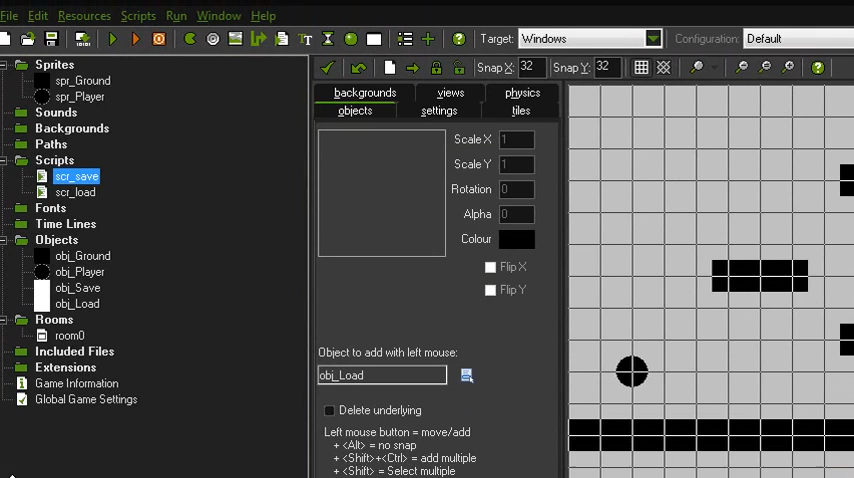 File Edit Resources Scripts Run Window Help
Target: Windows Configuration: Default
Snap X: 32 Snap Y: 32
Sprites
spr_Ground
spr_Player
Sounds
Backgrounds
Paths
Scripts
scr_save
scr_load
Fonts
Time Lines
Objects
obj_Ground
obj_Player
obj_Save
obj_Load
Rooms
room0
Included Files
Extensions
Game Information
Global Game Settings
backgrounds views physics
objects settings tiles
Scale X 1
Scale Y 1
Rotation 0
Alpha 0
Colour
Flip X
Flip Y
Object to add with left mouse:
obj_Load
Delete underlying
Left mouse button = move/add
+ <Alt> = no snap
+ <Shift>+<Ctrl> = add multiple
+ <Shift> = Select multiple